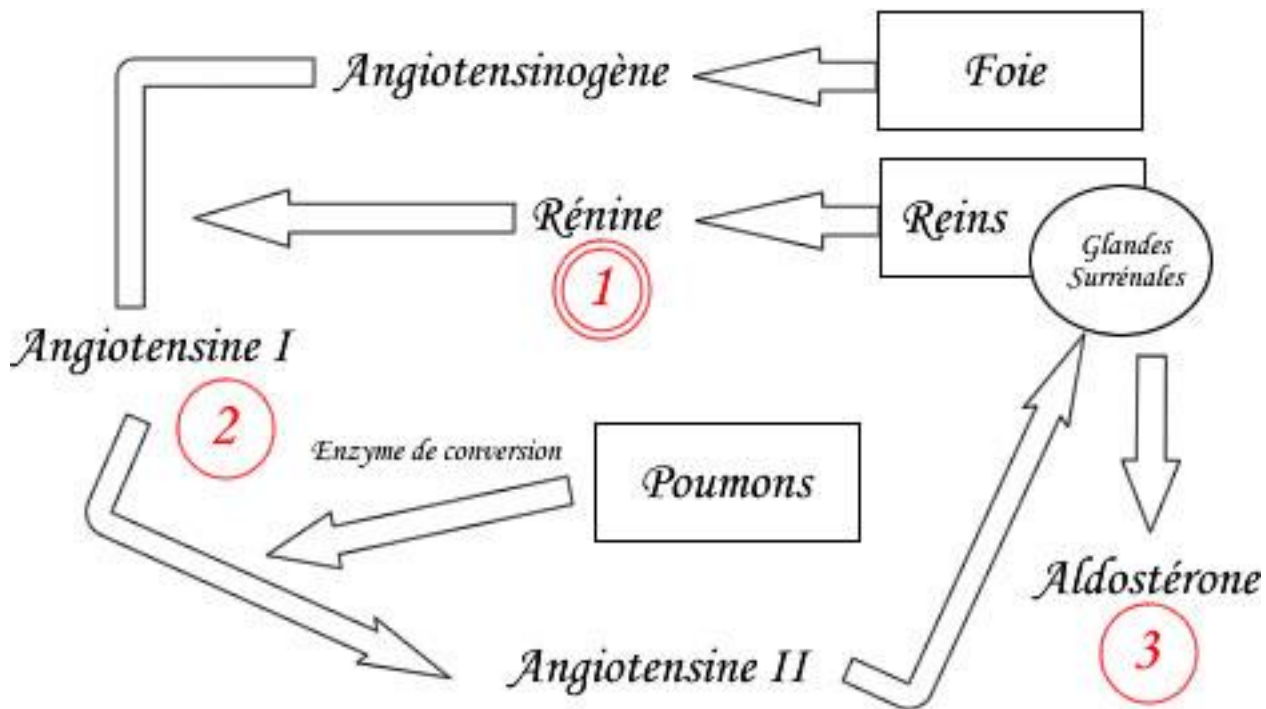 Angiotensinogène
Foie
Rénine
Reins
Glandes
Surrénales
1
Angiotensine I
2
Enzyme de conversion
Poumons
Aldostérone
3
Angiotensine II